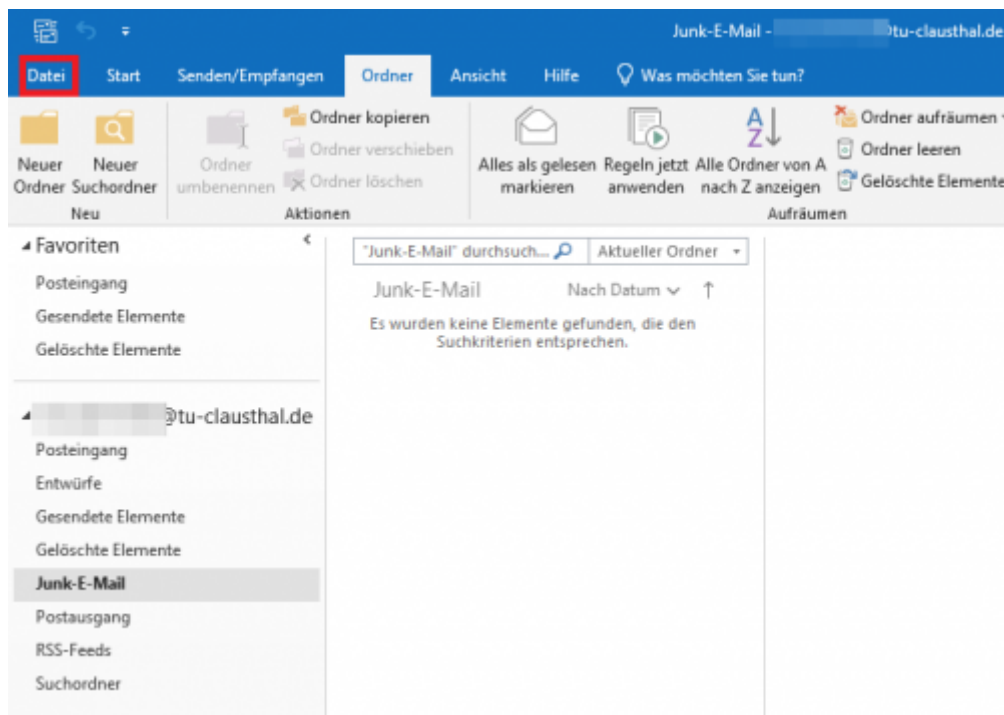 Junk-E-Mail - tu-clausthal.de
Datei Start Senden/Empfangen Ordner Ansicht Hilfe Was möchten Sie tun?
Neuer Ordner
Neuer Suchordner
Neu
Ordner umbenennen
Ordner kopieren
Ordner verschieben
Ordner löschen
Aktionen
Alles als gelesen markieren
Regeln jetzt anwenden
Alle Ordner von A nach Z anzeigen
Ordner aufräumen
Ordner leeren
Gelöschte Elemente
Aufräumen
Favoriten
Posteingang
Gesendete Elemente
Gelöschte Elemente
@tu-clausthal.de
Posteingang
Entwürfe
Gesendete Elemente
Gelöschte Elemente
Junk-E-Mail
Postausgang
RSS-Feeds
Suchordner
"Junk-E-Mail" durchsuch... Aktueller Ordner
Junk-E-Mail Nach Datum
Es wurden keine Elemente gefunden, die den
Suchkriterien entsprechen.